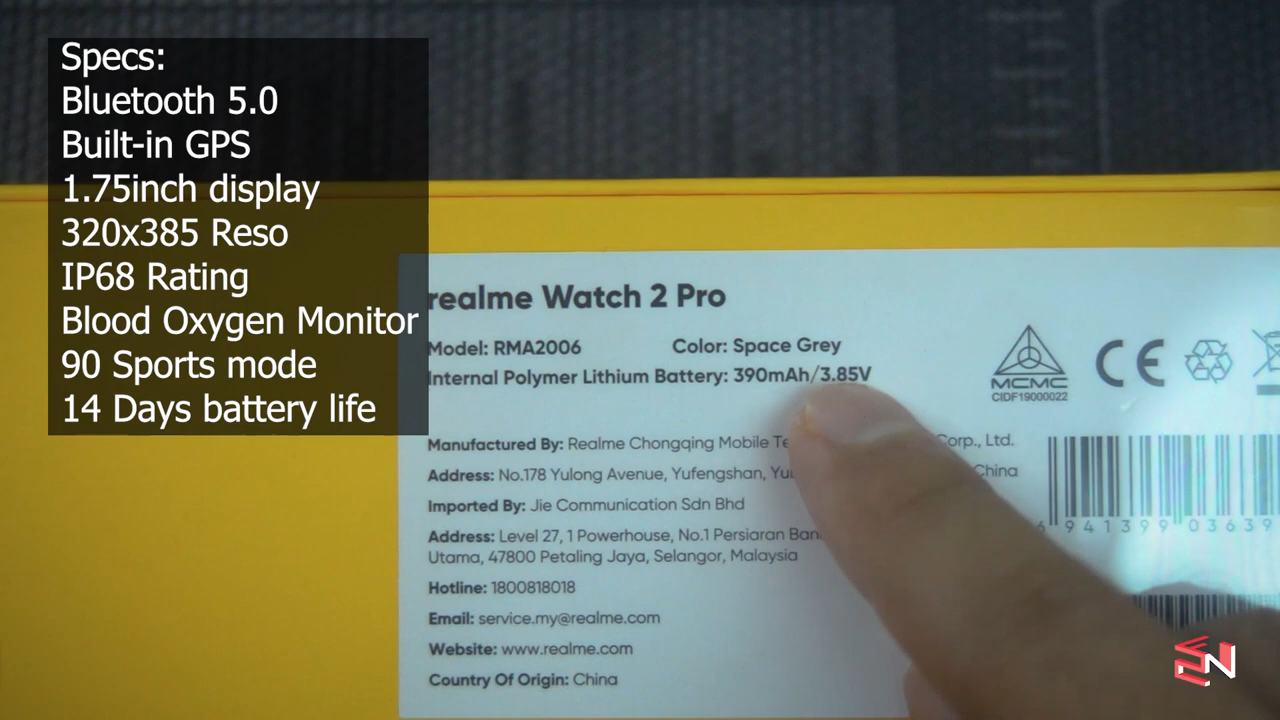 Specs:
Bluetooth 5.0
Built-in GPS
1.75inch display
320x385 Reso
IP68 Rating
Blood Oxygen Monitor
90 Sports mode
14 Days battery life
realme Watch 2 Pro
Model: RMA2006 Color: Space Grey
Internal Polymer Lithium Battery: 390mAh/3.85V
MCMC
CIDF19000022
CE
Manufactured By: Realme Chongqing Mobile Corp., Ltd.
Address: No.178 Yulong Avenue, Yufengshan, China
Imported By: Jie Communication Sdn Bhd
Address: Level 27, 1 Powerhouse, No.1 Persiaran
Utama, 47800 Petaling Jaya, Selangor, Malaysia
Hotline: 1800818018
Email: service.my@realme.com
Website: www.realme.com
Country Of Origin: China
6 941399 03639
EN